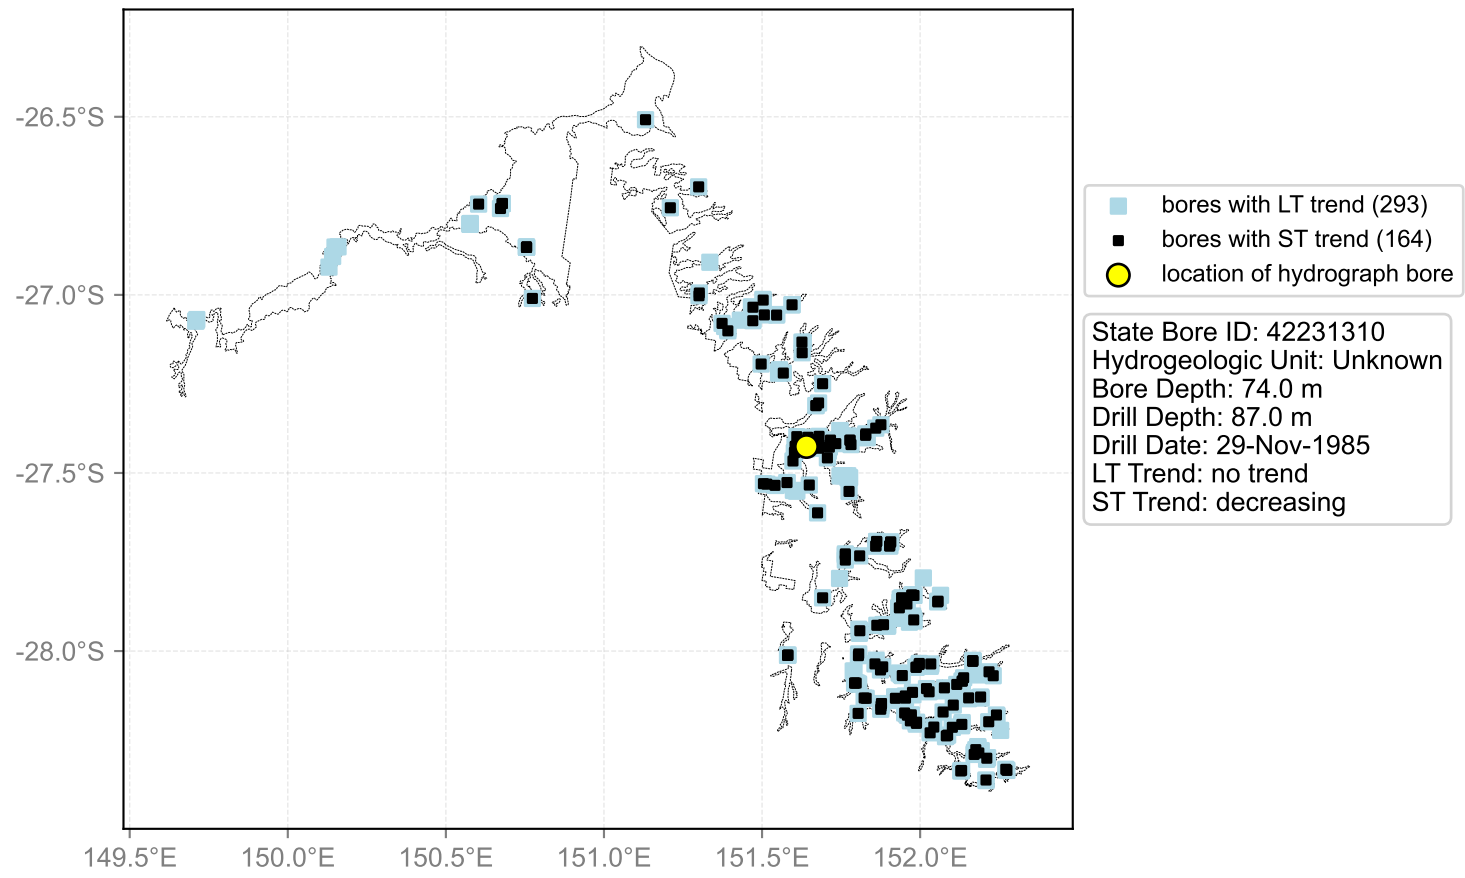 -26.5°S
-27.0°S
-27.5°S
-28.0°S
149.5°E
150.0°E
150.5°E
151.0°E
151.5°E
152.0°E
bores with LT trend (293)
bores with ST trend (164)
location of hydrograph bore
State Bore ID: 42231310
Hydrogeologic Unit: Unknown
Bore Depth: 74.0 m
Drill Depth: 87.0 m
Drill Date: 29-Nov-1985
LT Trend: no trend
ST Trend: decreasing